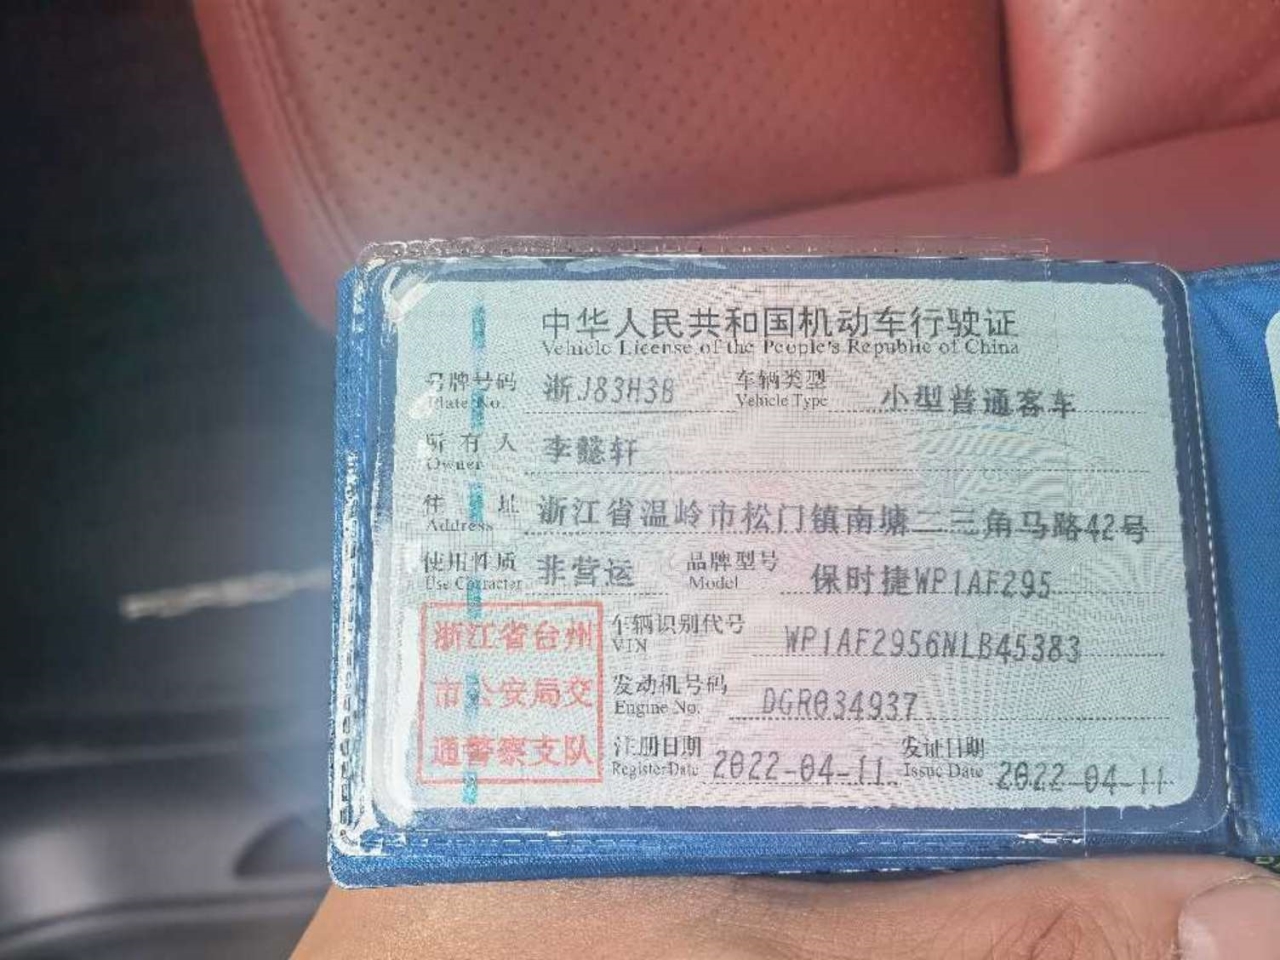 中华人民共和国机动车行驶证
Vehicle License of the People's Republic of China
号牌号码 浙J83H3B 车辆类型 小型普通客车
Plate No. Vehicle Type
所有人 李懿轩
Owner
住址 浙江省温岭市松门镇南塘二三角马路42号
Address
使用性质 非营运 品牌型号 保时捷WP1AF295
Use Character Model
浙江省台州
市公安局交
通警察支队
车辆识别代号 WP1AF2956NLB45383
VIN
发动机号码 DGR034937
Engine No.
注册日期 2022-04-11 发证日期 2022-04-11
Register Date Issue Date